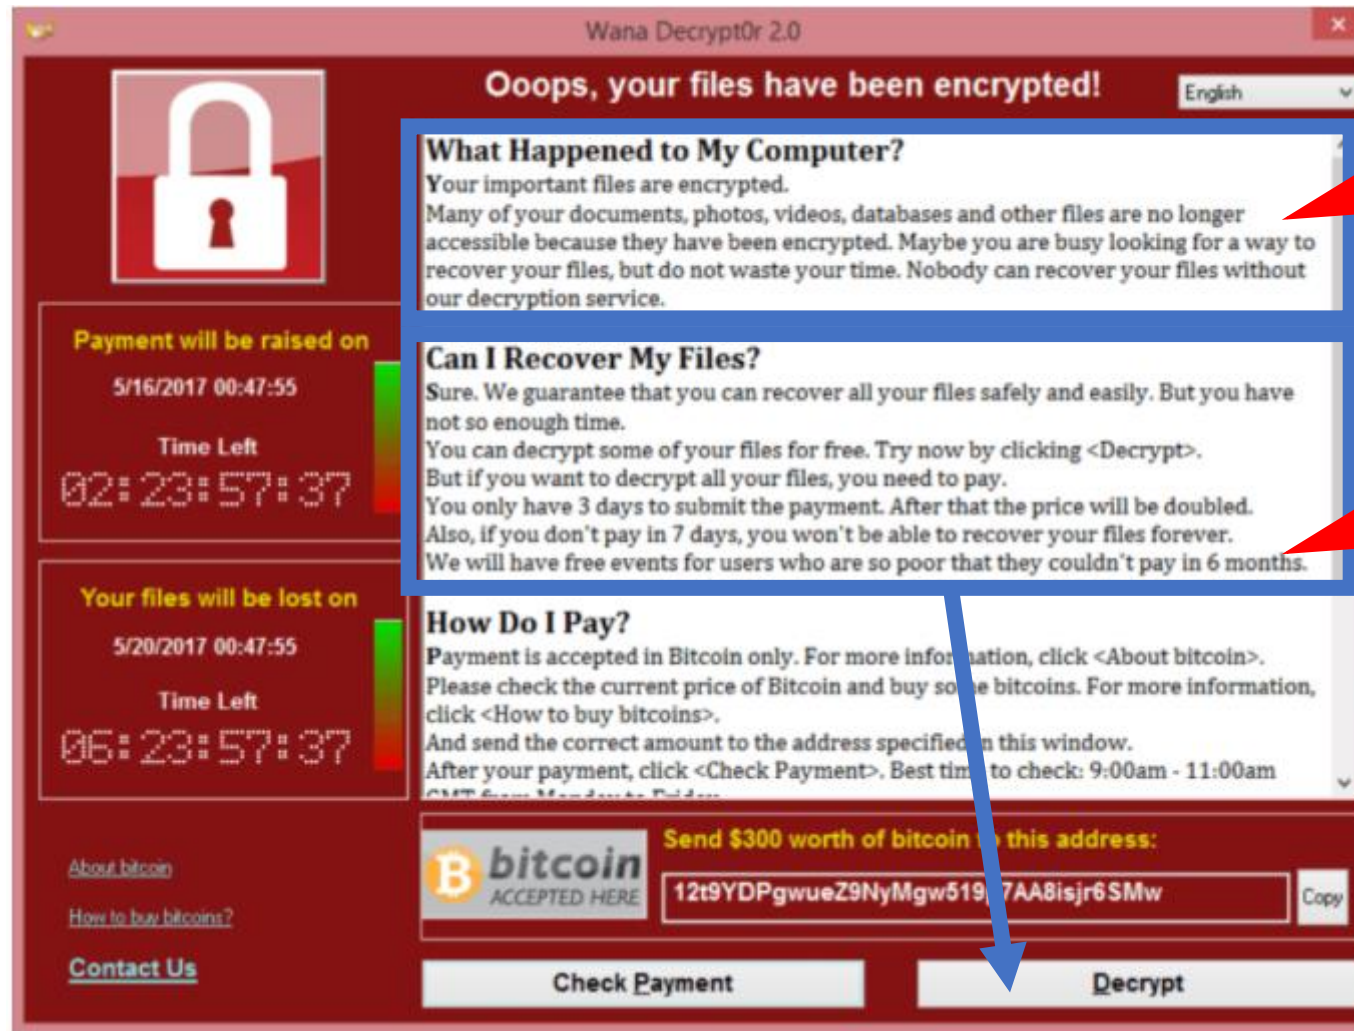 Wana Decrypt0r 2.0
Ooops, your files have been encrypted!
English
What Happened to My Computer?
Your important files are encrypted.
Many of your documents, photos, videos, databases and other files are no longer
accessible because they have been encrypted. Maybe you are busy looking for a way to
recover your files, but do not waste your time. Nobody can recover your files without
our decryption service.
Payment will be raised on
5/16/2017 00:47:55
Time Left
02:23:57:37
Can I Recover My Files?
Sure. We guarantee that you can recover all your files safely and easily. But you have
not so enough time.
You can decrypt some of your files for free. Try now by clicking <Decrypt>.
But if you want to decrypt all your files, you need to pay.
You only have 3 days to submit the payment. After that the price will be doubled.
Also, if you don't pay in 7 days, you won't be able to recover your files forever.
We will have free events for users who are so poor that they couldn't pay in 6 months.
Your files will be lost on
5/20/2017 00:47:55
Time Left
06:23:57:37
How Do I Pay?
Payment is accepted in Bitcoin only. For more information, click <About bitcoin>.
Please check the current price of Bitcoin and buy some bitcoins. For more information,
click <How to buy bitcoins>.
And send the correct amount to the address specified in this window.
After your payment, click <Check Payment>. Best time to check: 9:00am - 11:00am
GMT from Monday to Friday
About bitcoin
How to buy bitcoins?
Contact Us
bitcoin
ACCEPTED HERE
Send $300 worth of bitcoin to this address:
Copy
Check Payment
Decrypt